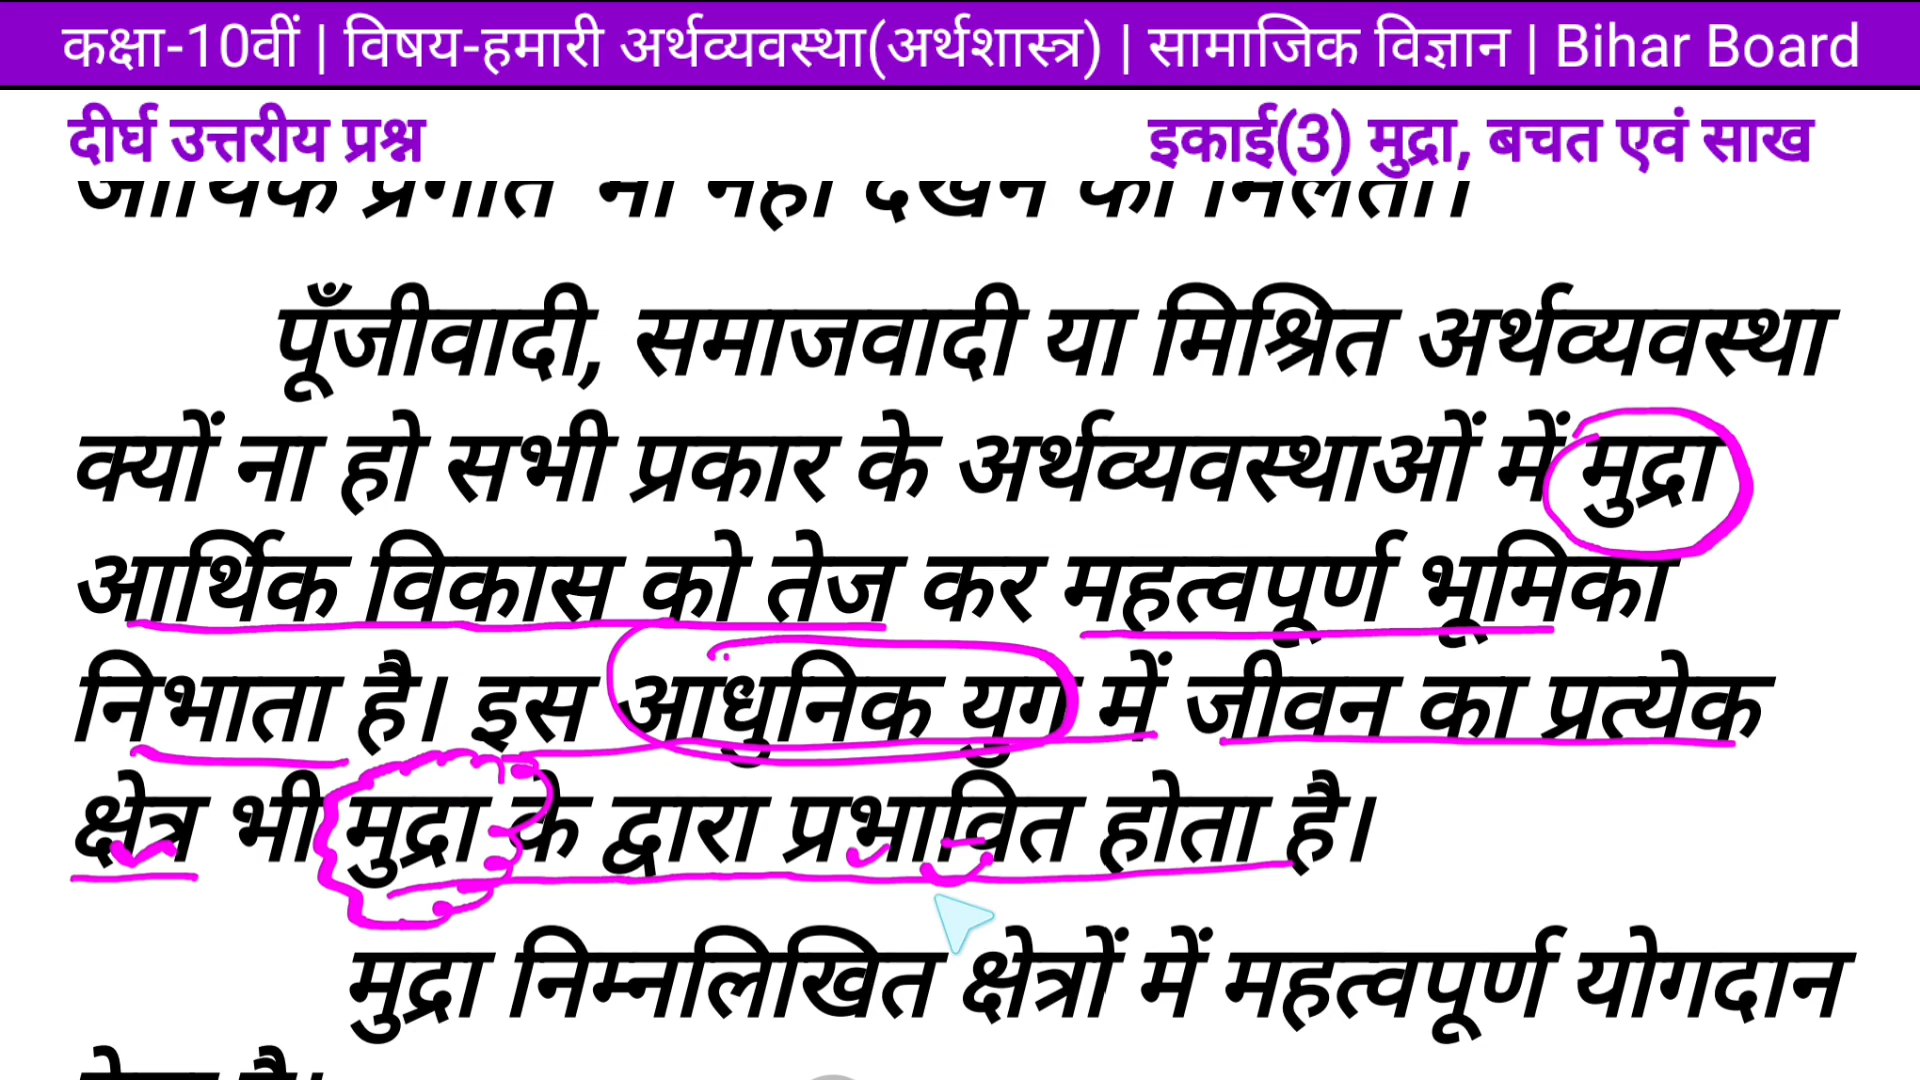 कक्षा-10वीं | विषय-हमारी अर्थव्यवस्था(अर्थशास्त्र) | सामाजिक विज्ञान | Bihar Board
दीर्घ उत्तरीय प्रश्न
इकाई(3) मुद्रा, बचत एवं साख
पूँजीवादी, समाजवादी या मिश्रित अर्थव्यवस्था
क्यों ना हो सभी प्रकार के अर्थव्यवस्थाओं में मुद्रा
आर्थिक विकास को तेज कर महत्वपूर्ण भूमिका
निभाता है। इस आधुनिक युग में जीवन का प्रत्येक
क्षेत्र भी मुद्रा के द्वारा प्रभावित होता है।
मुद्रा निम्नलिखित क्षेत्रों में महत्वपूर्ण योगदान